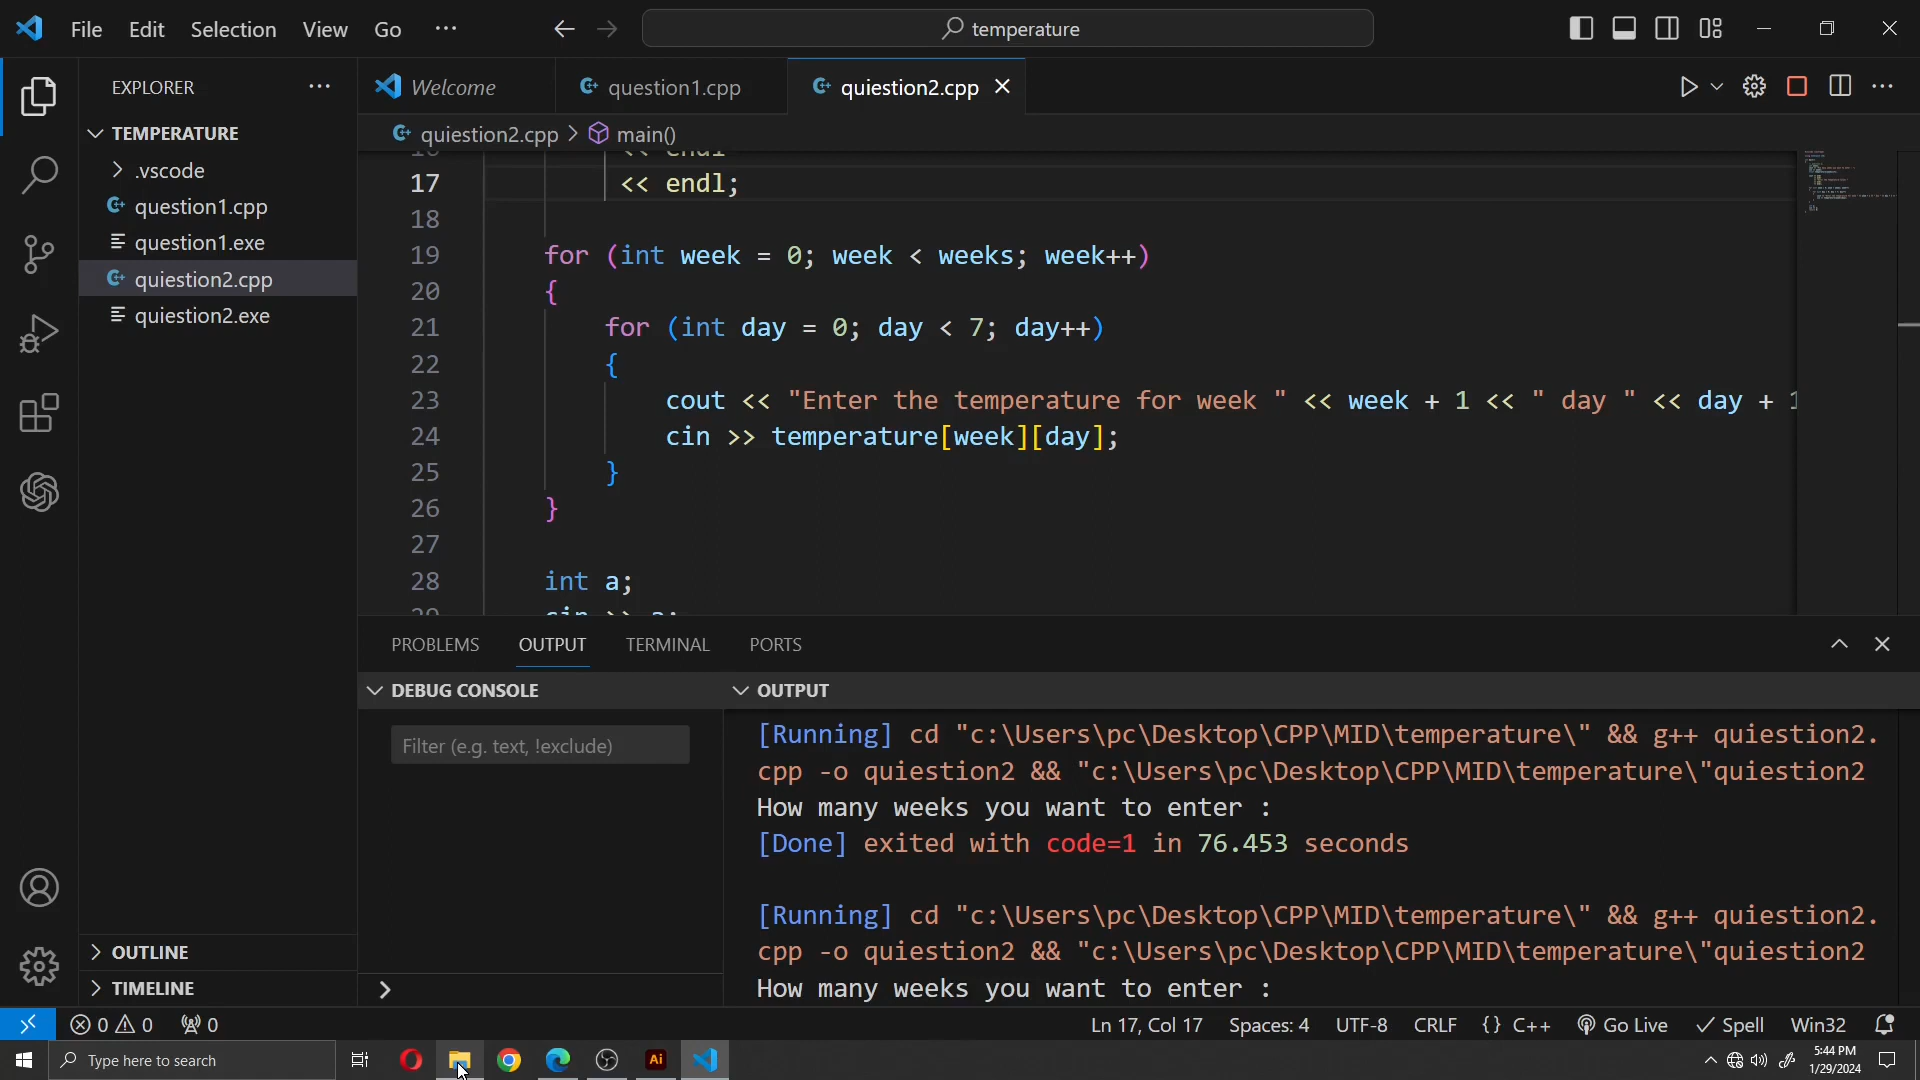 File Edit Selection View Go ...
temperature
EXPLORER ...
Welcome
question1.cpp
quiestion2.cpp
TEMPERATURE
.vscode
question1.cpp
question1.exe
quiestion2.cpp
quiestion2.exe
OUTLINE
TIMELINE
quiestion2.cpp > main()
17 << endl;
18
19 for (int week = 0; week < weeks; week++)
20 {
21 for (int day = 0; day < 7; day++)
22 {
23 cout << "Enter the temperature for week " << week + 1 << " day " << day + 1
24 cin >> temperature[week][day];
25 }
26 }
27
28 int a;
PROBLEMS OUTPUT TERMINAL PORTS
DEBUG CONSOLE
Filter (e.g. text, !exclude)
OUTPUT
[Running] cd "c:\Users\pc\Desktop\CPP\MID\temperature\" && g++ quiestion2.
cpp -o quiestion2 && "c:\Users\pc\Desktop\CPP\MID\temperature\"quiestion2
How many weeks you want to enter :
[Done] exited with code=1 in 76.453 seconds
[Running] cd "c:\Users\pc\Desktop\CPP\MID\temperature\" && g++ quiestion2.
cpp -o quiestion2 && "c:\Users\pc\Desktop\CPP\MID\temperature\"quiestion2
How many weeks you want to enter :
0 0 0
Ln 17, Col 17 Spaces: 4 UTF-8 CRLF {} C++ Go Live Spell Win32
Type here to search
Ai
5:44 PM
1/29/2024